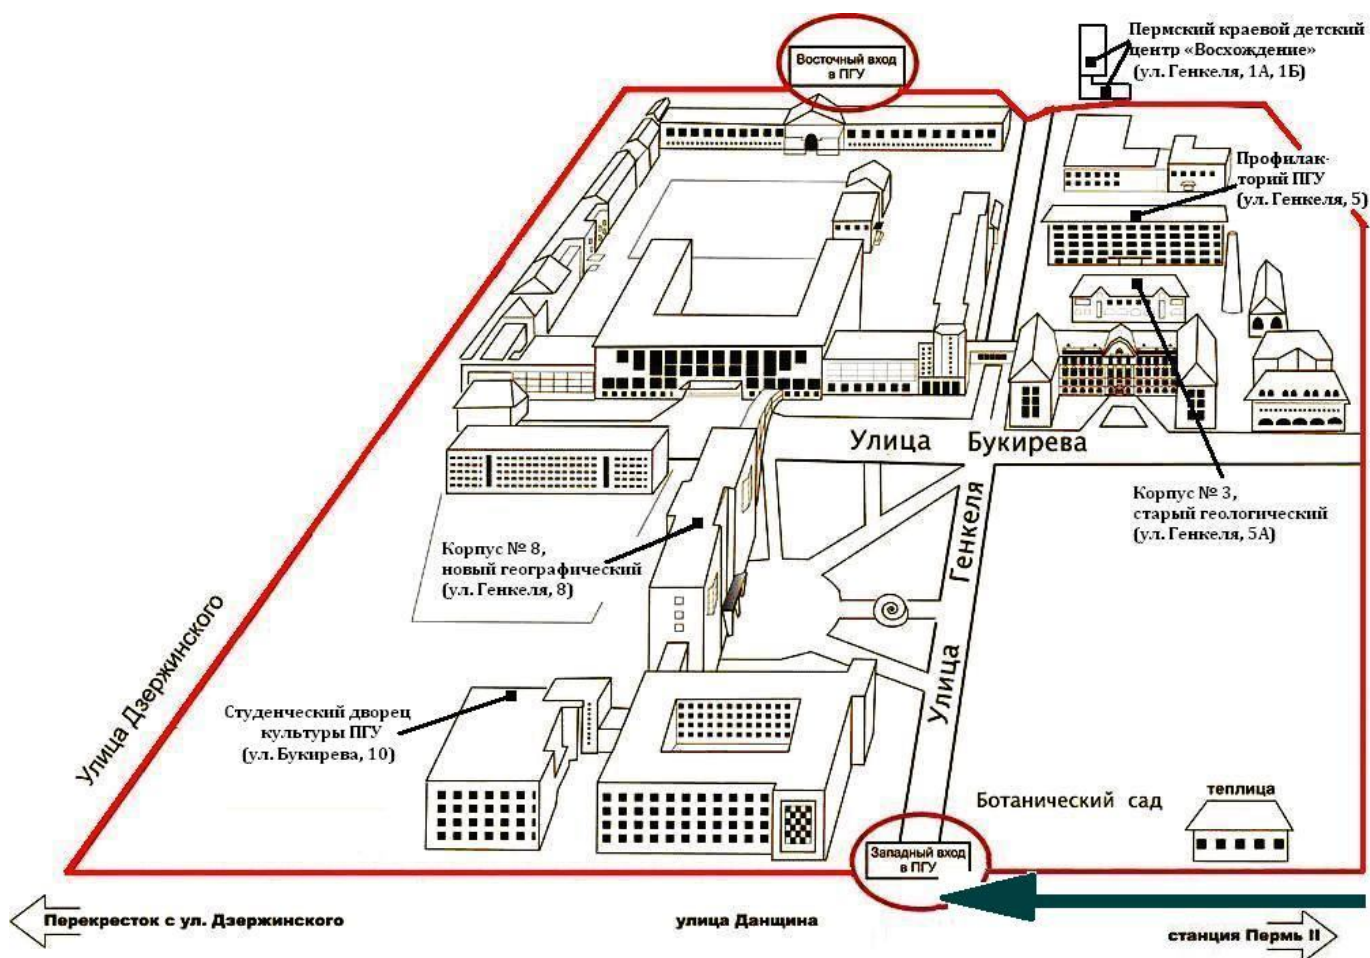 Пермский краевой детский
центр «Восхождение»
(ул. Генкеля, 1А, 1Б)
Восточный вход
в ПГУ
Профилак-
торий ПГУ
(ул. Генкеля, 5)
Улица Букирева
Корпус № 3,
старый геологический
(ул. Генкеля, 5А)
Корпус № 8,
новый географический
(ул. Генкеля, 8)
Улица Генкеля
Улица Дзержинского
Студенческий дворец
культуры ПГУ
(ул. Букирева, 10)
Ботанический сад
теплица
Западный вход
в ПГУ
Перекресток с ул. Дзержинского
улица Данщина
станция Пермь II